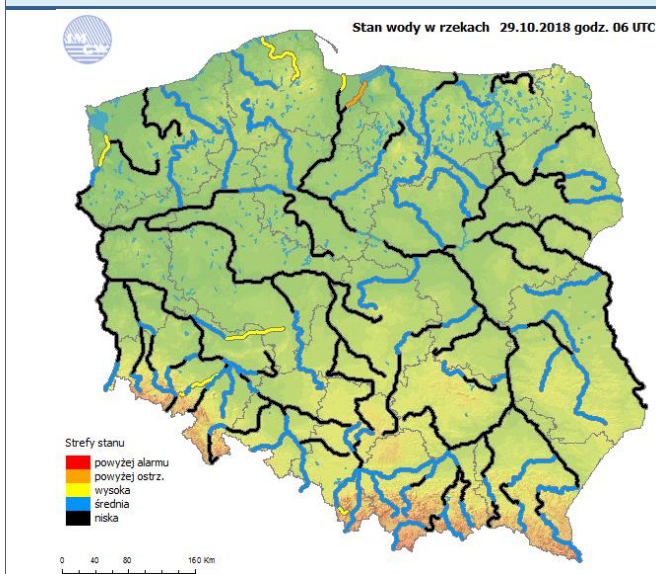 Stan wody w rzekach 29.10.2018 godz. 06 UTC
Strefy stanu
powyżej alarmu
powyżej ostrz.
wysoka
średnia
niska
0 40 80 160 Km